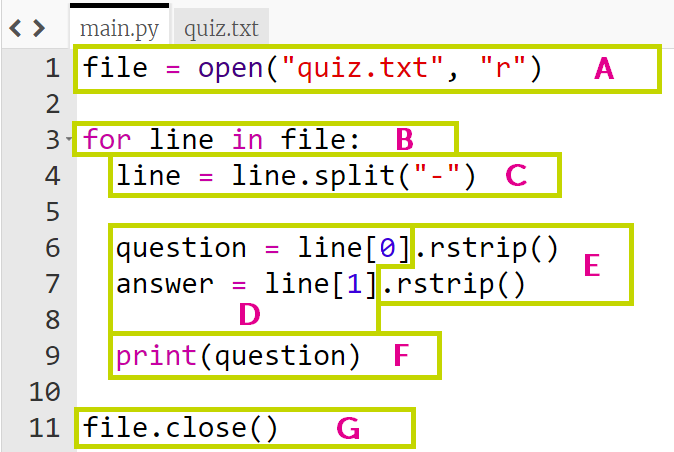 main.py quiz.txt
1 file = open("quiz.txt", "r") A
2
3 for line in file: B
4 line = line.split("-") C
5
6 question = line[0].rstrip()
E
7 answer = line[1].rstrip()
8 D
9 print(question) F
10
11 file.close() G